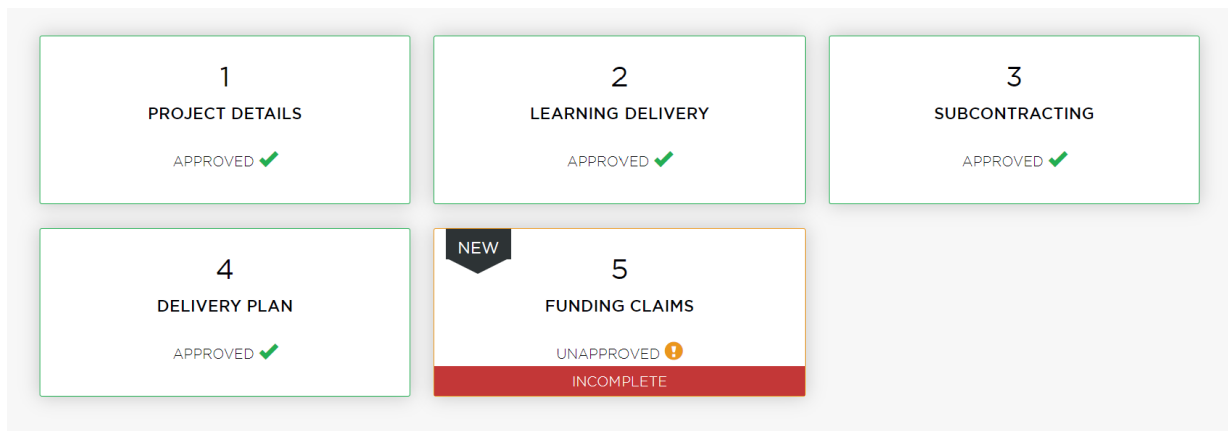 1
PROJECT DETAILS
APPROVED
2
LEARNING DELIVERY
APPROVED
3
SUBCONTRACTING
APPROVED
4
DELIVERY PLAN
APPROVED
NEW
5
FUNDING CLAIMS
UNAPPROVED
INCOMPLETE